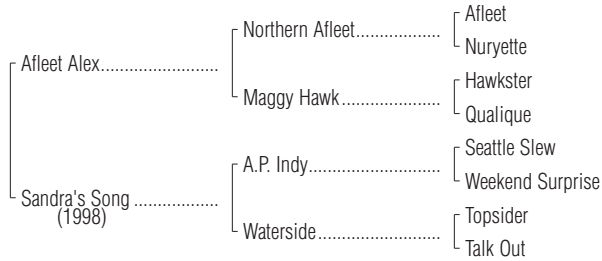 Afleet
Northern Afleet..................
Nuryette
Afleet Alex.........................
Hawkster
Maggy Hawk.....................
Qualique
Seattle Slew
A.P. Indy............................
Weekend Surprise
Sandra's Song ..................
(1998)
Topsider
Waterside..........................
Talk Out